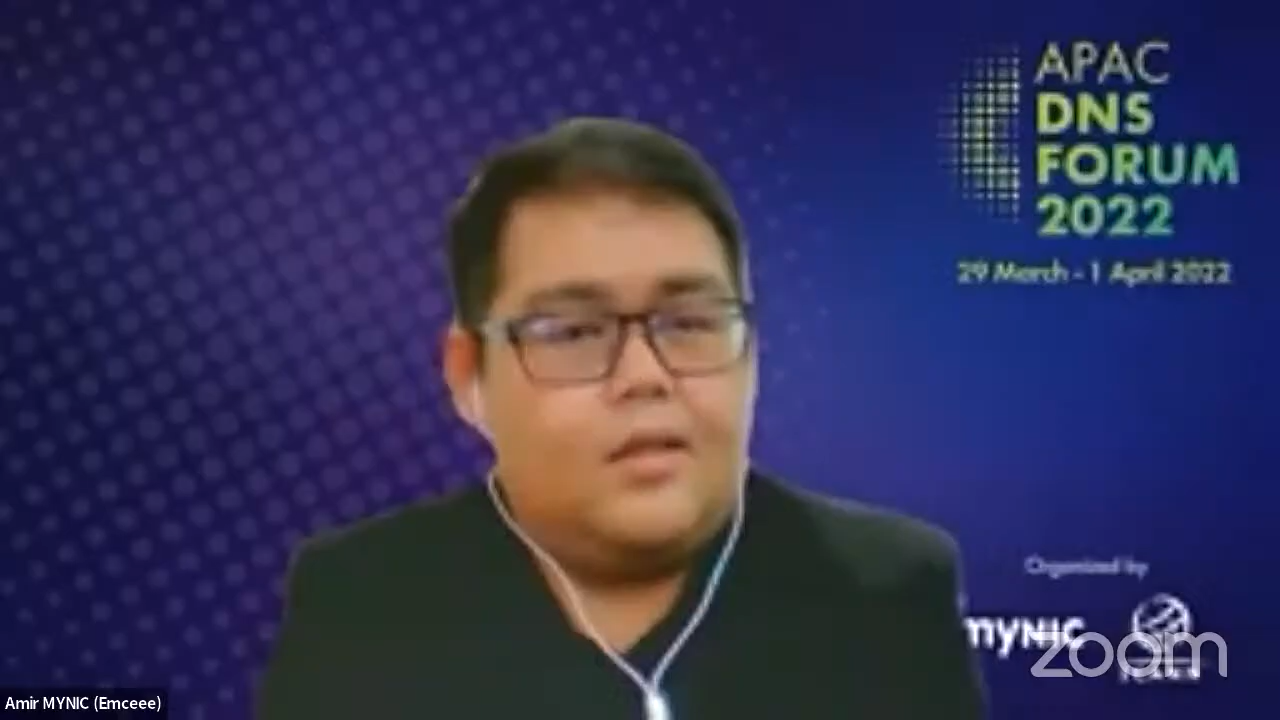 APAC
DNS
FORUM
2022
29 March - 1 April 2022
Organized by
myNIC
zoom
Amir MYNIC (Emceee)